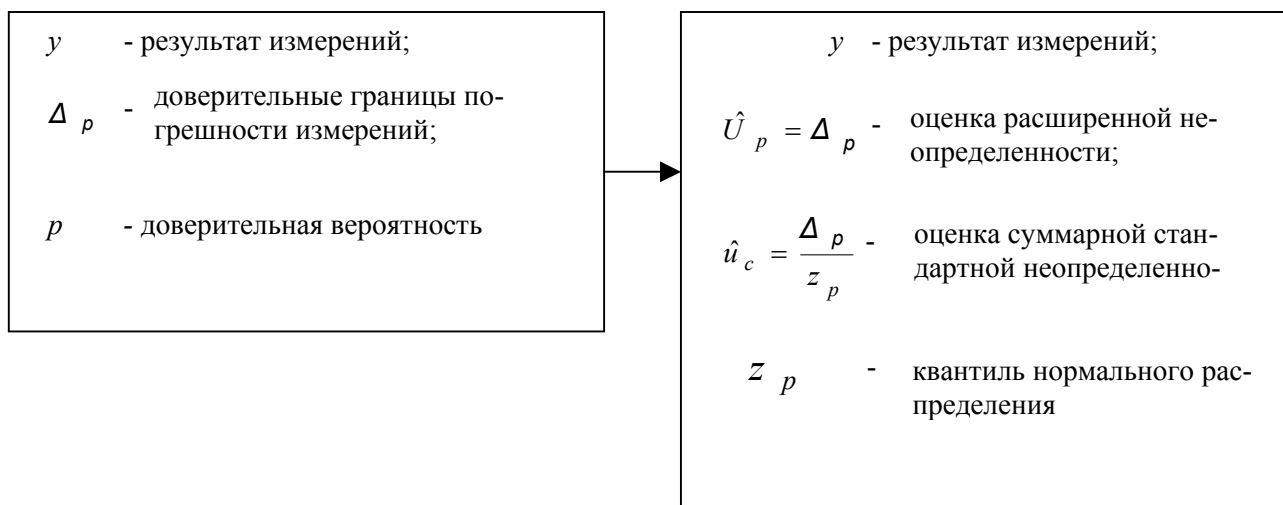 y - результат измерений;
Δ p - доверительные границы по-
грешности измерений;
p - доверительная вероятность
y - результат измерений;
Û p = Δ p - оценка расширенной не-
определенности;
û c = Δ p / z p - оценка суммарной стан-
дартной неопределенно-
z p - квантиль нормального рас-
пределения